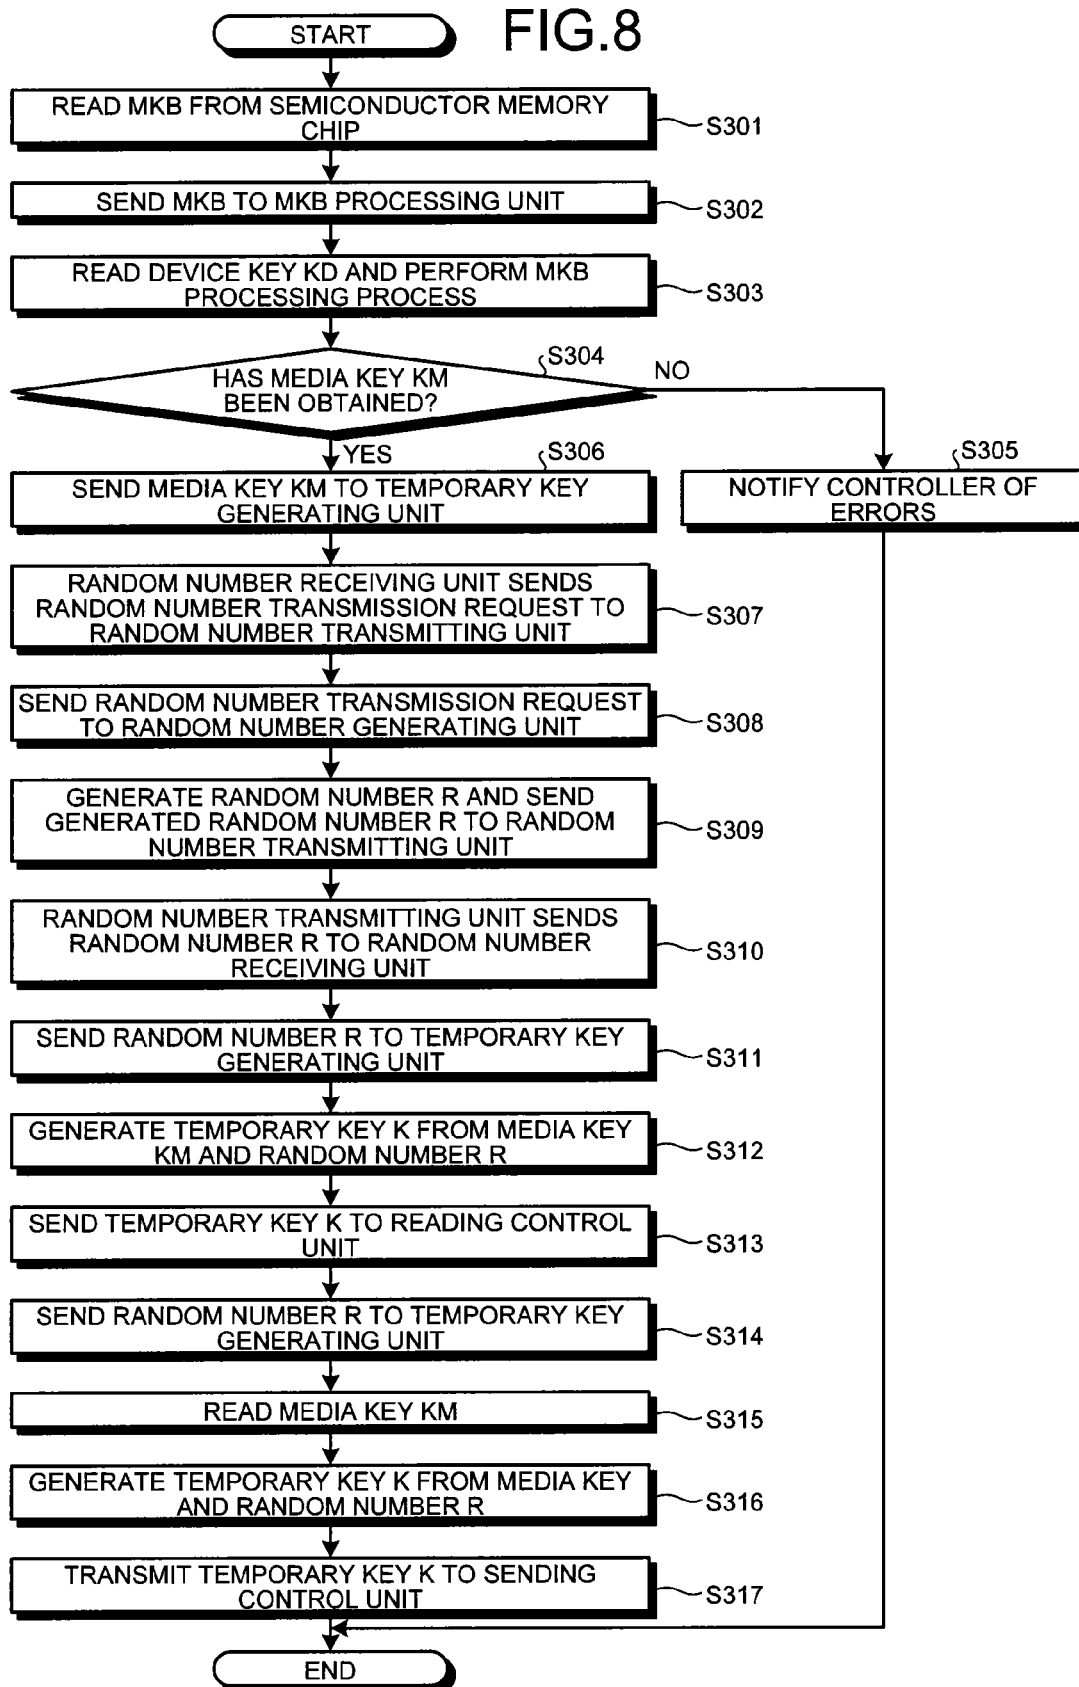 FIG.8
START
READ MKB FROM SEMICONDUCTOR MEMORY
CHIP
S301
SEND MKB TO MKB PROCESSING UNIT
S302
READ DEVICE KEY KD AND PERFORM MKB
PROCESSING PROCESS
S303
S304
HAS MEDIA KEY KM
BEEN OBTAINED?
NO
YES
S306
SEND MEDIA KEY KM TO TEMPORARY KEY
GENERATING UNIT
S305
NOTIFY CONTROLLER OF
ERRORS
RANDOM NUMBER RECEIVING UNIT SENDS
RANDOM NUMBER TRANSMISSION REQUEST TO
RANDOM NUMBER TRANSMITTING UNIT
S307
SEND RANDOM NUMBER TRANSMISSION REQUEST
TO RANDOM NUMBER GENERATING UNIT
S308
GENERATE RANDOM NUMBER R AND SEND
GENERATED RANDOM NUMBER R TO RANDOM
NUMBER TRANSMITTING UNIT
S309
RANDOM NUMBER TRANSMITTING UNIT SENDS
RANDOM NUMBER R TO RANDOM NUMBER
RECEIVING UNIT
S310
SEND RANDOM NUMBER R TO TEMPORARY KEY
GENERATING UNIT
S311
GENERATE TEMPORARY KEY K FROM MEDIA KEY
KM AND RANDOM NUMBER R
S312
SEND TEMPORARY KEY K TO READING CONTROL
UNIT
S313
SEND RANDOM NUMBER R TO TEMPORARY KEY
GENERATING UNIT
S314
READ MEDIA KEY KM
S315
GENERATE TEMPORARY KEY K FROM MEDIA KEY
AND RANDOM NUMBER R
S316
TRANSMIT TEMPORARY KEY K TO SENDING
CONTROL UNIT
S317
END